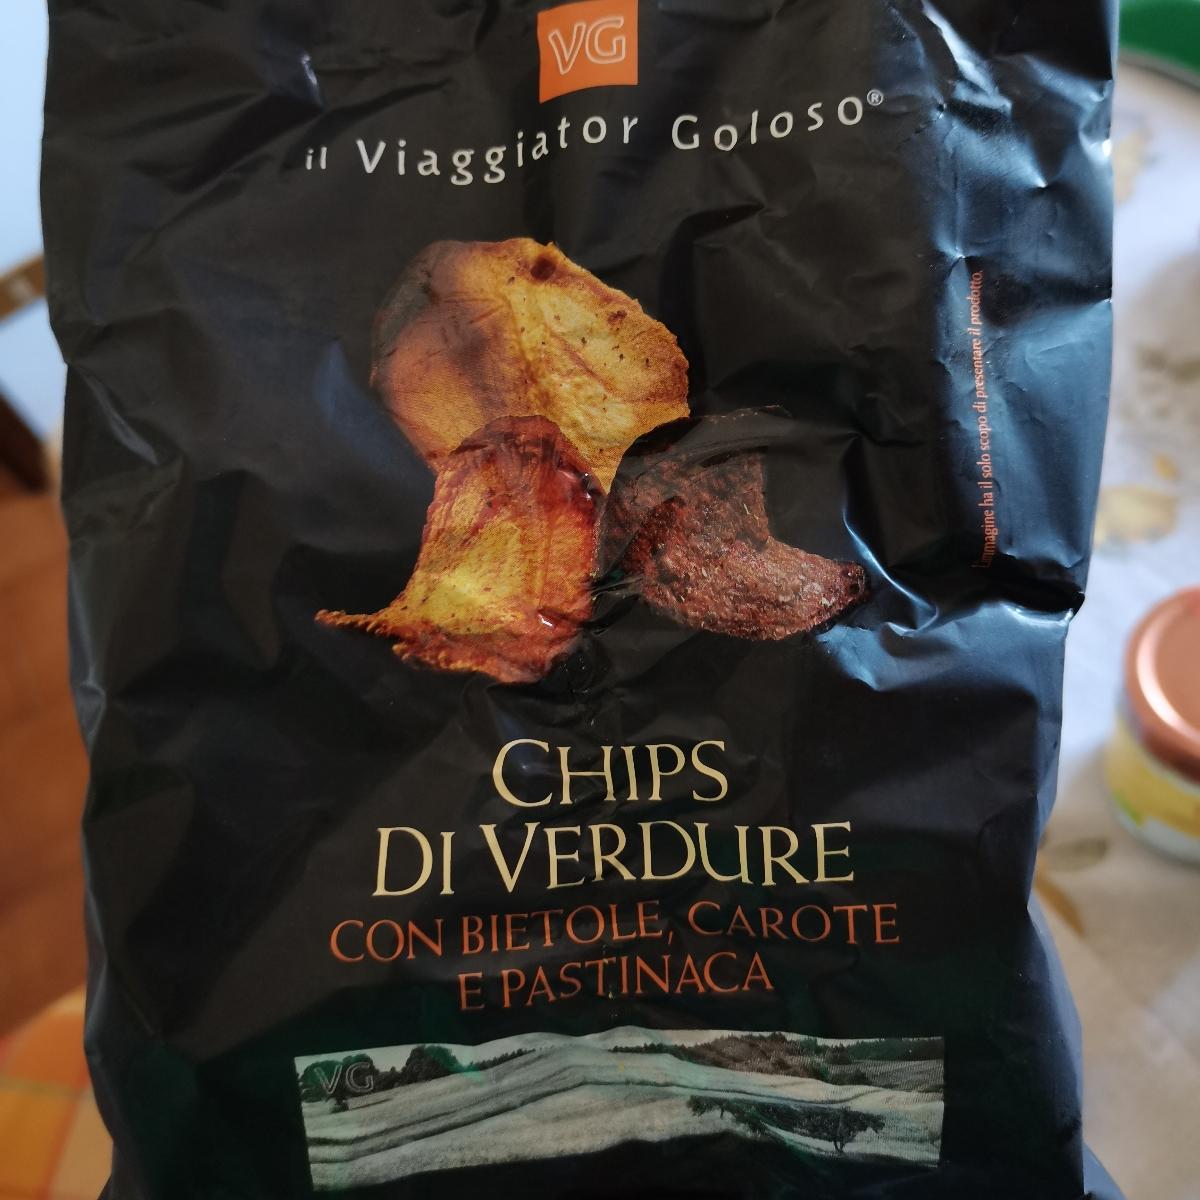 VG
il Viaggiator Goloso®
L'immagine ha il solo scopo di presentare il prodotto.
CHIPS
DI VERDURE
CON BIETOLE, CAROTE
E PASTINACA
VG